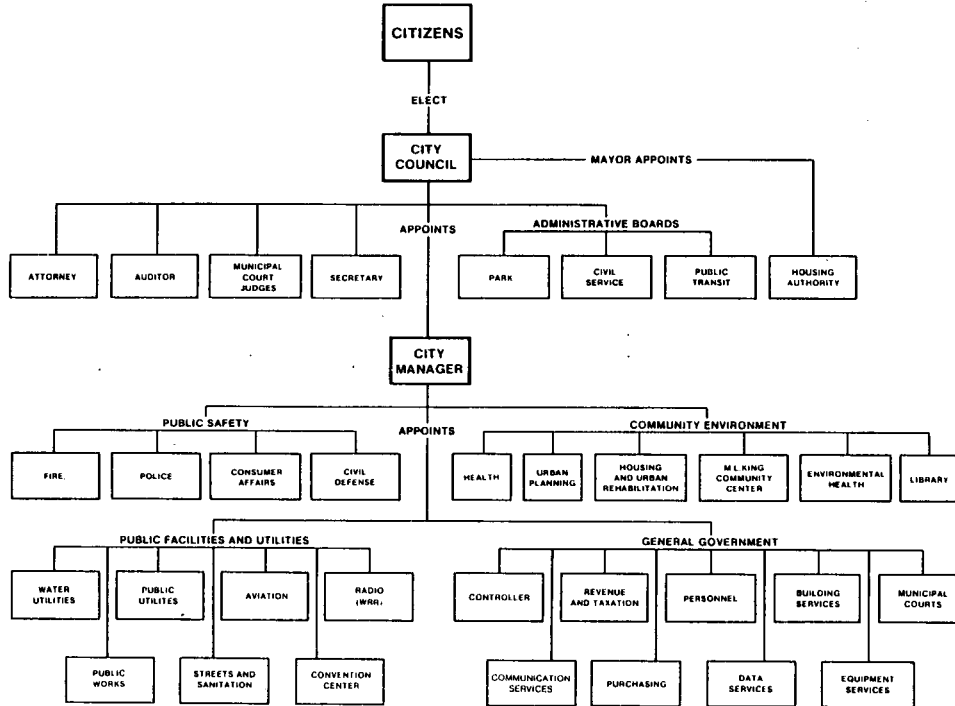 CITIZENS
ELECT
CITY
COUNCIL
MAYOR APPOINTS
APPOINTS
ADMINISTRATIVE BOARDS
ATTORNEY
AUDITOR
MUNICIPAL
COURT
JUDGES
SECRETARY
PARK
CIVIL
SERVICE
PUBLIC
TRANSIT
HOUSING
AUTHORITY
CITY
MANAGER
PUBLIC SAFETY
APPOINTS
COMMUNITY ENVIRONMENT
FIRE
POLICE
CONSUMER
AFFAIRS
CIVIL
DEFENSE
HEALTH
URBAN
PLANNING
HOUSING
AND URBAN
REHABILITATION
M.L.KING
COMMUNITY
CENTER
ENVIRONMENTAL
HEALTH
LIBRARY
PUBLIC FACILITIES AND UTILITIES
GENERAL GOVERNMENT
WATER
UTILITIES
PUBLIC
UTILITES
AVIATION
RADIO
(WRR)
CONTROLLER
REVENUE
AND TAXATION
PERSONNEL
BUILDING
SERVICES
MUNICIPAL
COURTS
PUBLIC
WORKS
STREETS AND
SANITATION
CONVENTION
CENTER
COMMUNICATION
SERVICES
PURCHASING
DATA
SERVICES
EQUIPMENT
SERVICES